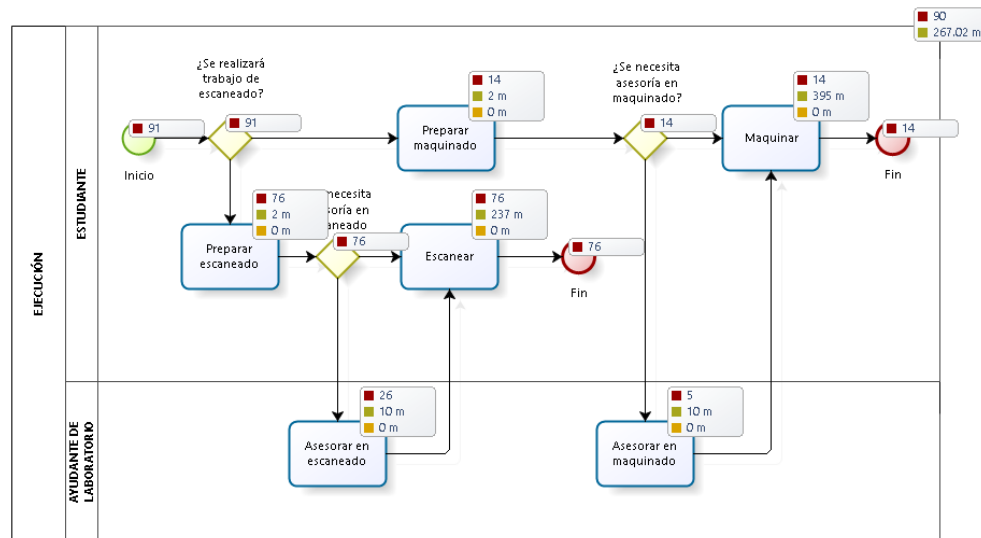 90
267.02 m
¿Se realizará
trabajo de
escaneado?
¿Se necesita
asesoría en
maquinado?
14
2 m
0 m
14
395 m
0 m
91
91
Preparar
maquinado
14
Maquinar
14
Inicio
Fin
76
2 m
0 m
necesita
oría en
aneado
76
237 m
0 m
Preparar
escaneado
76
Escanear
76
Fin
EJECUCIÓN
ESTUDIANTE
AYUDANTE DE
LABORATORIO
26
10 m
0 m
5
10 m
0 m
Asesorar en
escaneado
Asesorar en
maquinado